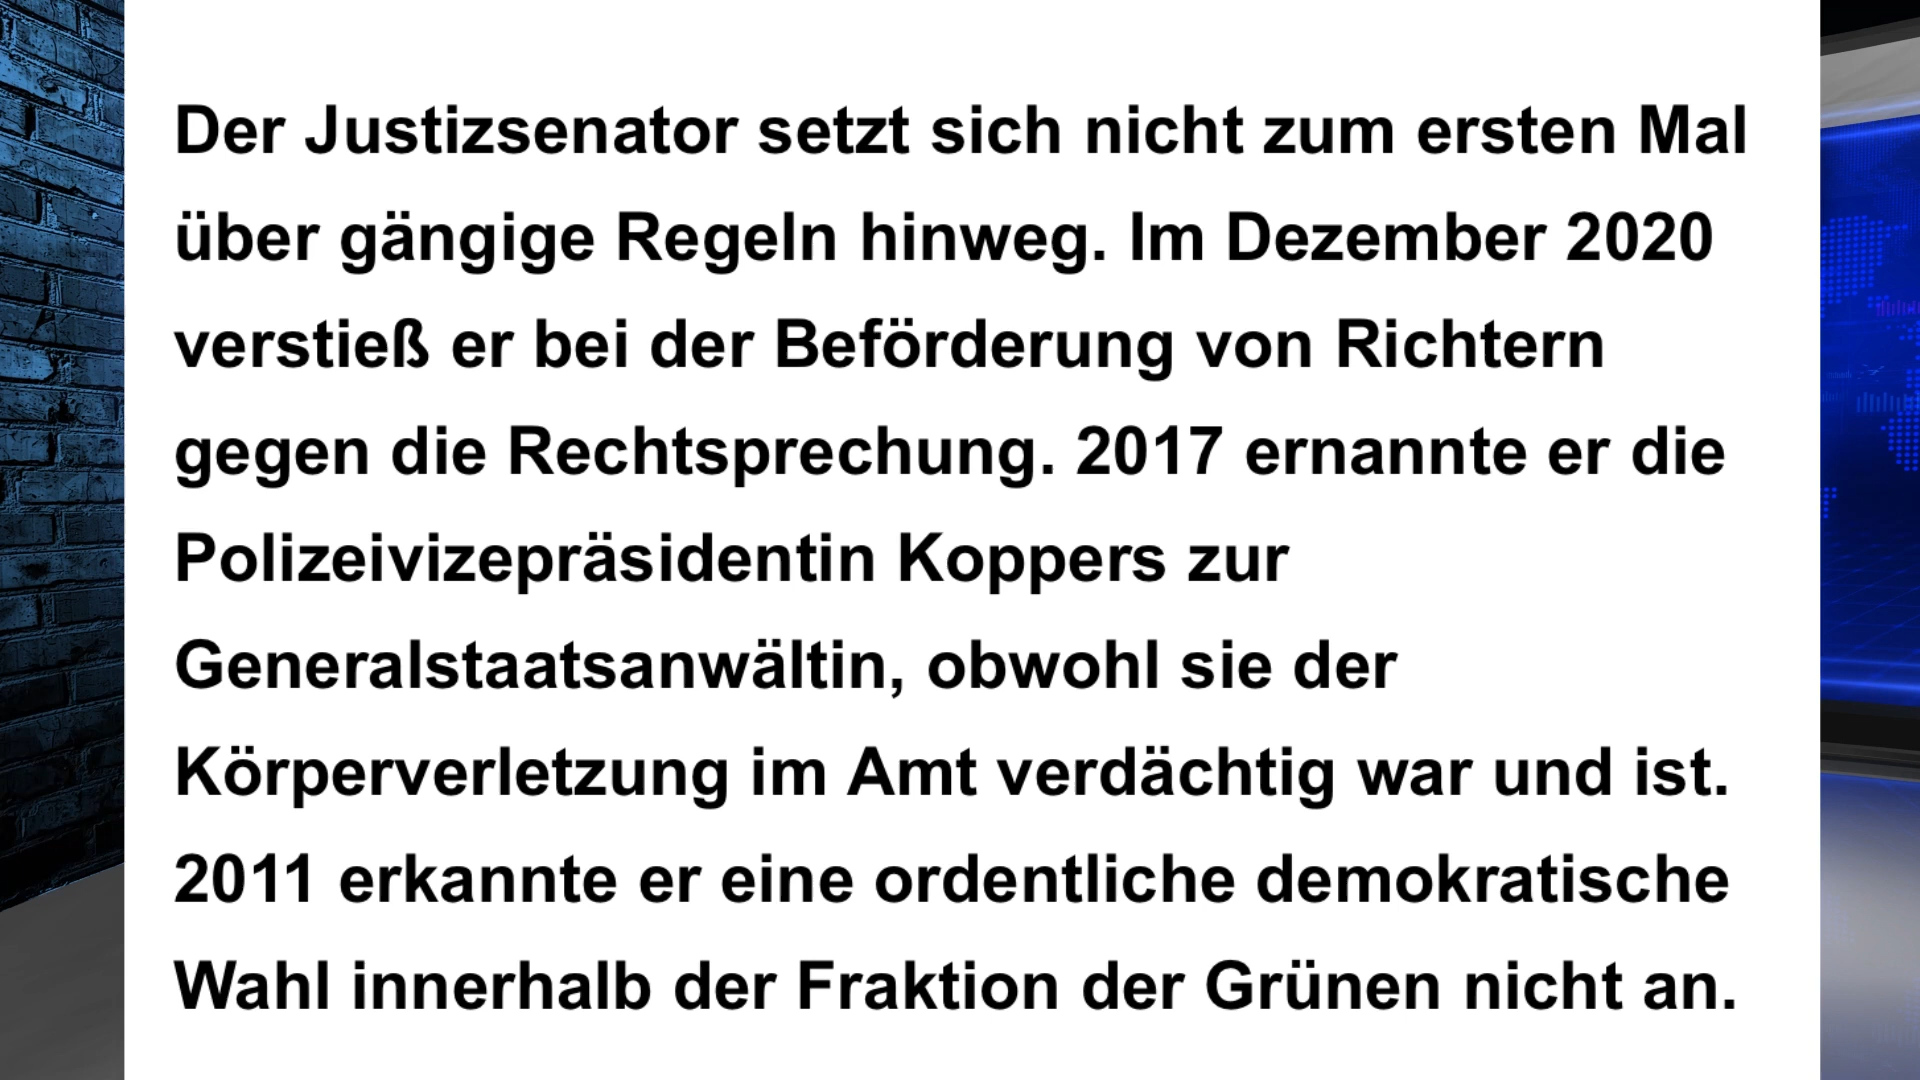 Der Justizsenator setzt sich nicht zum ersten Mal
über gängige Regeln hinweg. Im Dezember 2020
verstieß er bei der Beförderung von Richtern
gegen die Rechtsprechung. 2017 ernannte er die
Polizeivizepräsidentin Koppers zur
Generalstaatsanwältin, obwohl sie der
Körperverletzung im Amt verdächtig war und ist.
2011 erkannte er eine ordentliche demokratische
Wahl innerhalb der Fraktion der Grünen nicht an.